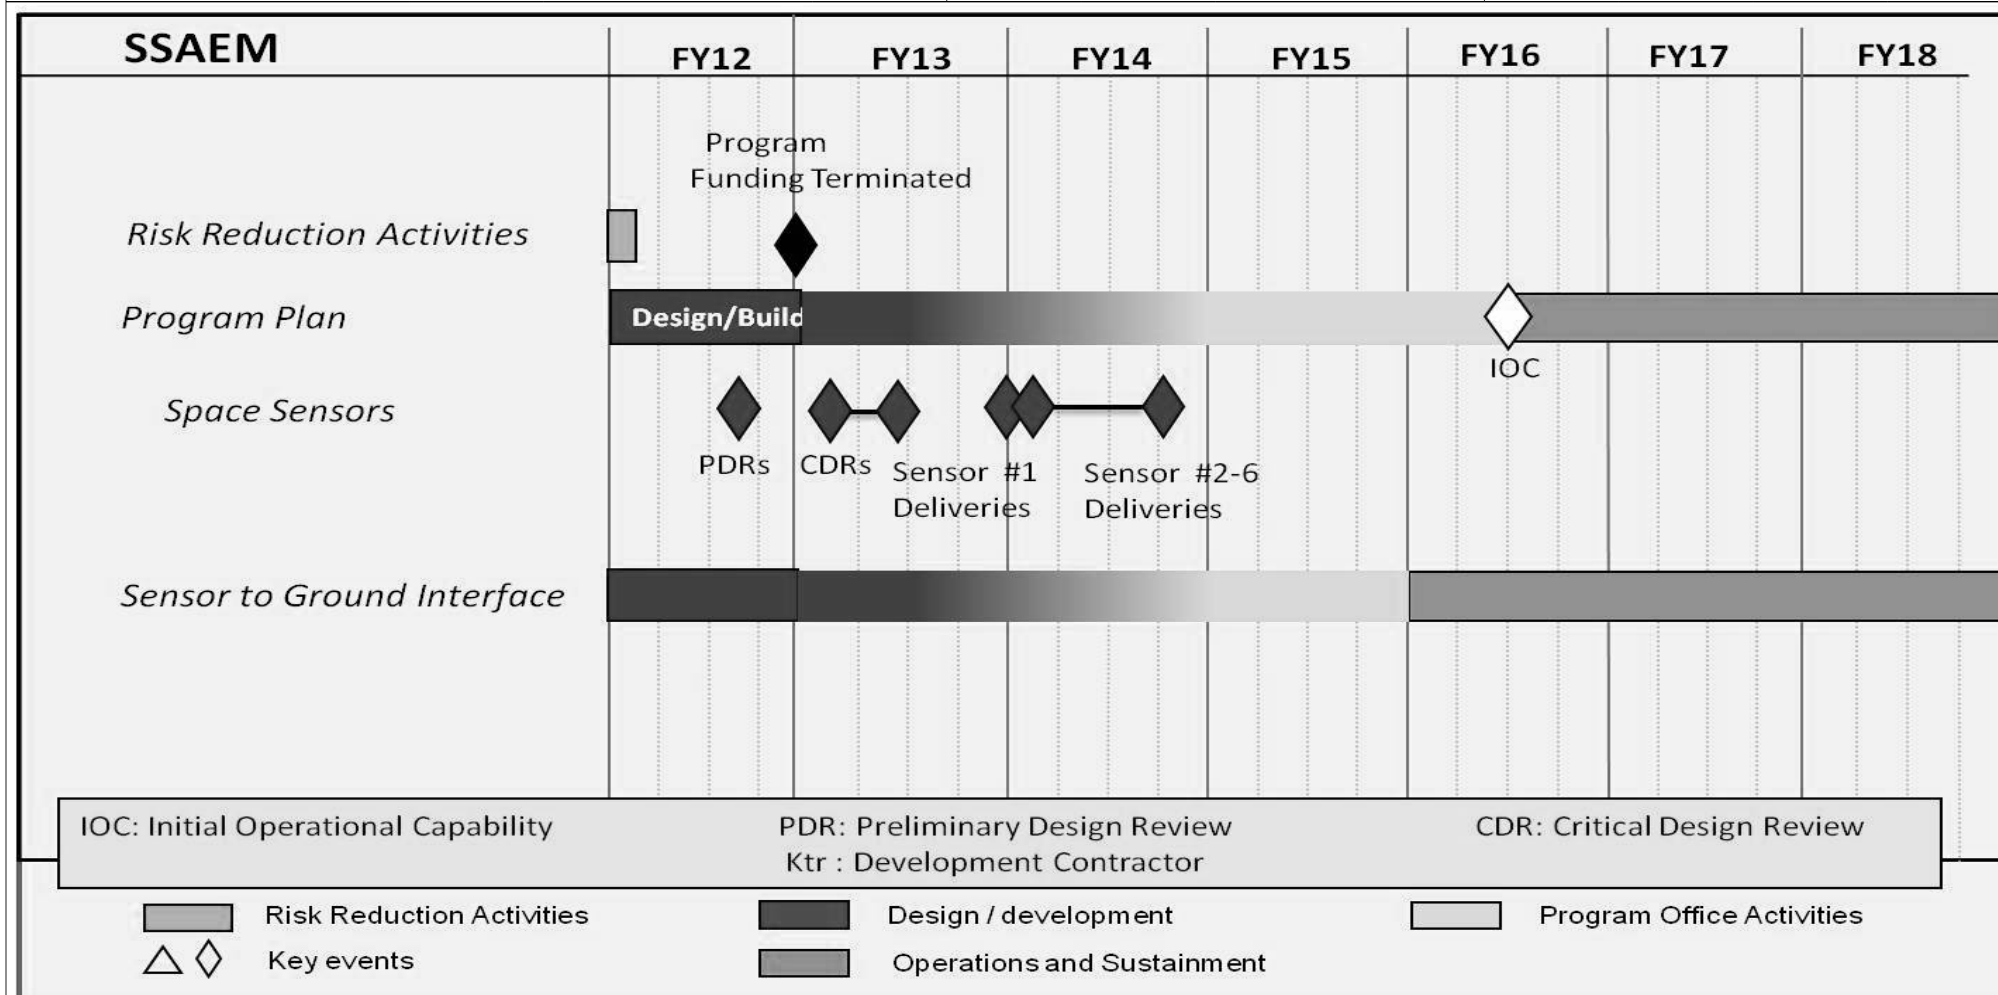 SSAEM FY12 FY13 FY14 FY15 FY16 FY17 FY18
Program
Funding Terminated
Risk Reduction Activities
Program Plan
Design/Build
IOC
Space Sensors
PDRs
CDRs
Sensor #1
Deliveries
Sensor #2-6
Deliveries
Sensor to Ground Interface
IOC: Initial Operational Capability
PDR: Preliminary Design Review
CDR: Critical Design Review
Ktr : Development Contractor
Risk Reduction Activities
Design / development
Program Office Activities
Key events
Operations and Sustainment